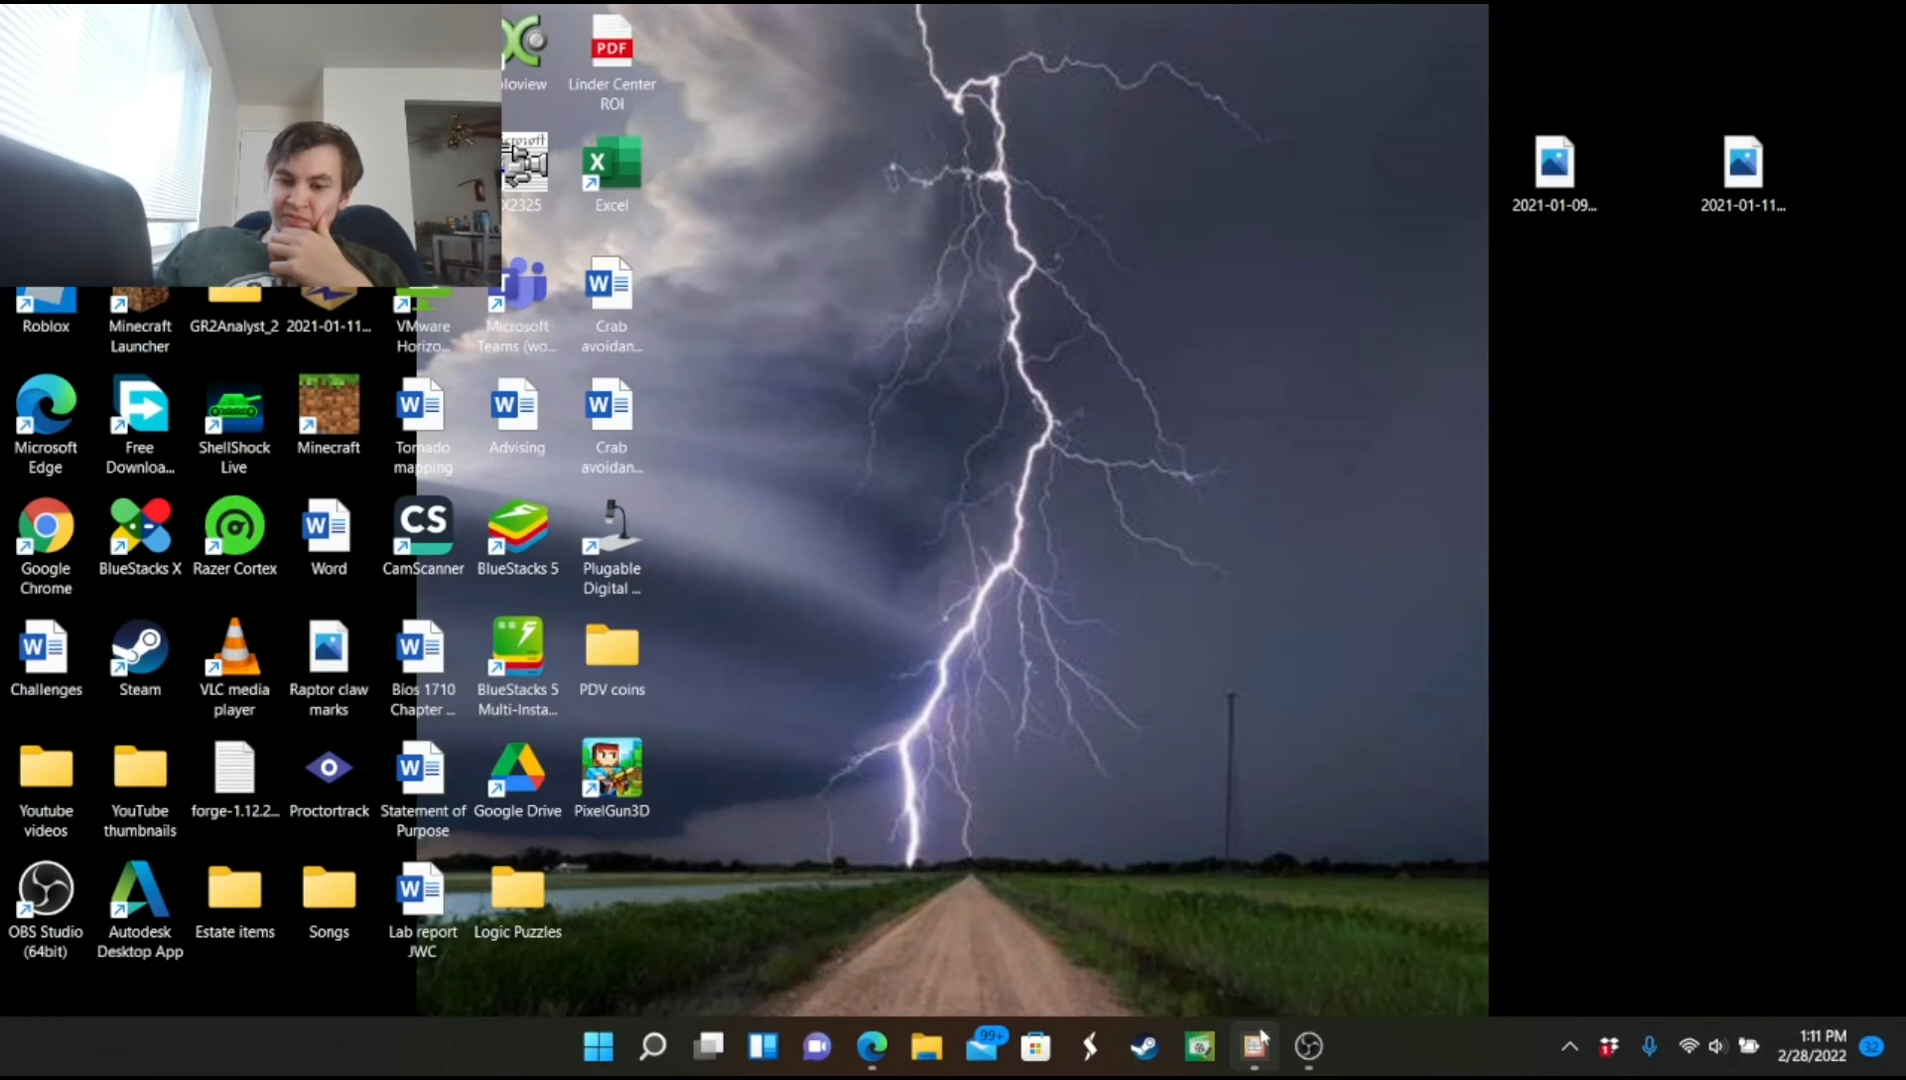 oloview
PDF
Linder Center
ROI
crosoft
X2325
X
Excel
2021-01-09...
2021-01-11...
Roblox
Minecraft
Launcher
GR2Analyst_2
2021-01-11...
VMware
Horizo...
T
Microsoft
Teams (wo...
W
Crab
avoidan...
Microsoft
Edge
Free
Downloa...
ShellShock
Live
Minecraft
W
Tornado
mapping
W
Advising
W
Crab
avoidan...
Google
Chrome
BlueStacks X
Razer Cortex
W
Word
CS
CamScanner
BlueStacks 5
Plugable
Digital ...
W
Challenges
Steam
VLC media
player
Raptor claw
marks
W
Bios 1710
Chapter ...
BlueStacks 5
Multi-Insta...
PDV coins
Youtube
videos
YouTube
thumbnails
forge-1.12.2...
Proctortrack
W
Statement of
Purpose
Google Drive
PixelGun3D
OBS Studio
(64bit)
Autodesk
Desktop App
Estate items
Songs
W
Lab report
JWC
Logic Puzzles
99+
1
1:11 PM
2/28/2022
32